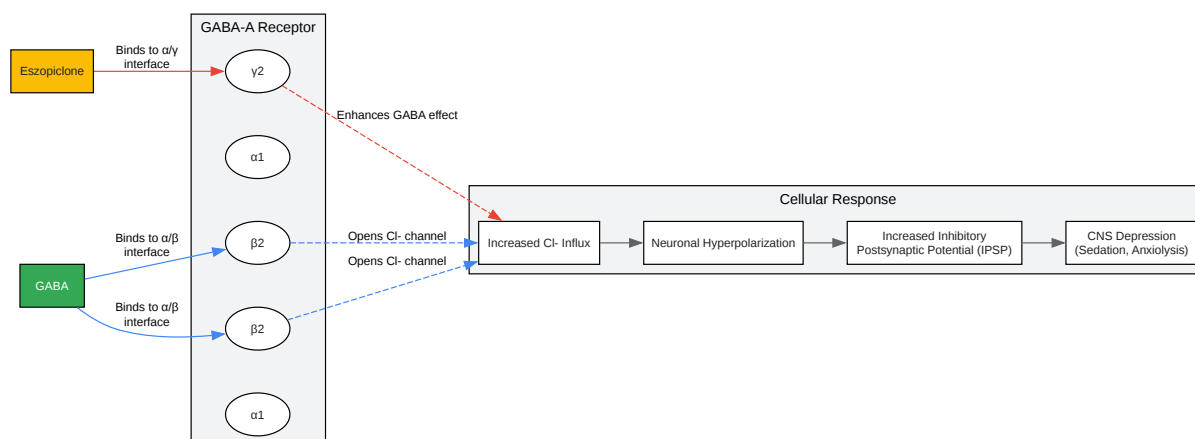 GABA-A Receptor
Eszopiclone
Binds to α/γ
interface
γ2
Enhances GABA effect
α1
Cellular Response
Binds to α/β
interface
β2
Opens Cl- channel
Increased Cl- Influx
Neuronal Hyperpolarization
Increased Inhibitory
Postsynaptic Potential (IPSP)
CNS Depression
(Sedation, Anxiolysis)
Opens Cl- channel
GABA
Binds to α/β
interface
β2
α1